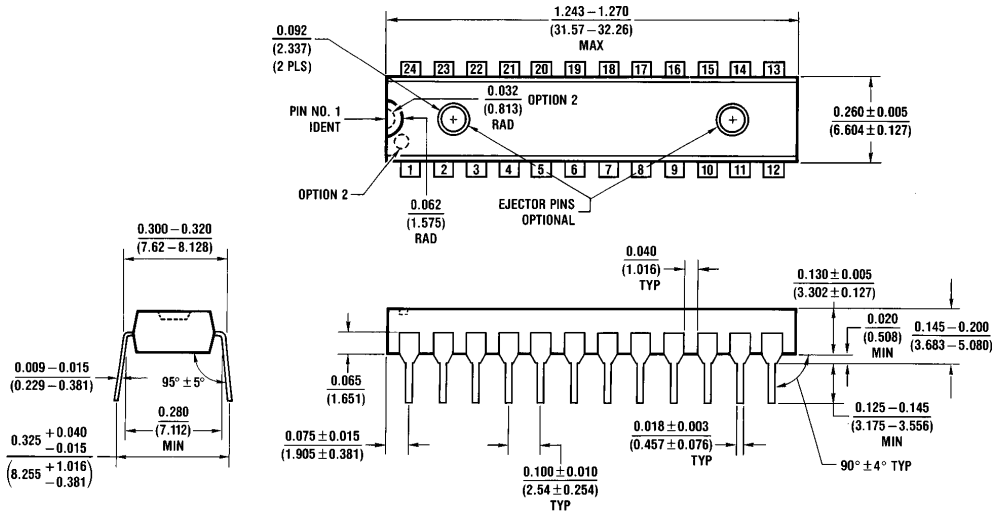 1.243 – 1.270
(31.57 – 32.26)
MAX
0.092
(2.337)
(2 PLS)
24 23 22 21 20 19 18 17 16 15 14 13
0.032
(0.813)
RAD
OPTION 2
PIN NO. 1
IDENT
0.260 ± 0.005
(6.604 ± 0.127)
1 2 3 4 5 6 7 8 9 10 11 12
OPTION 2
0.062
(1.575)
RAD
EJECTOR PINS
OPTIONAL
0.300 – 0.320
(7.62 – 8.128)
0.040
(1.016)
TYP
0.130 ± 0.005
(3.302 ± 0.127)
0.020
(0.508)
MIN
0.145 – 0.200
(3.683 – 5.080)
0.009 – 0.015
(0.229 – 0.381)
95° ± 5°
0.065
(1.651)
0.280
(7.112)
MIN
0.125 – 0.145
(3.175 – 3.556)
MIN
0.325 + 0.040
– 0.015
(8.255 + 1.016
– 0.381)
0.075 ± 0.015
(1.905 ± 0.381)
0.018 ± 0.003
(0.457 ± 0.076)
TYP
90° ± 4° TYP
0.100 ± 0.010
(2.54 ± 0.254)
TYP